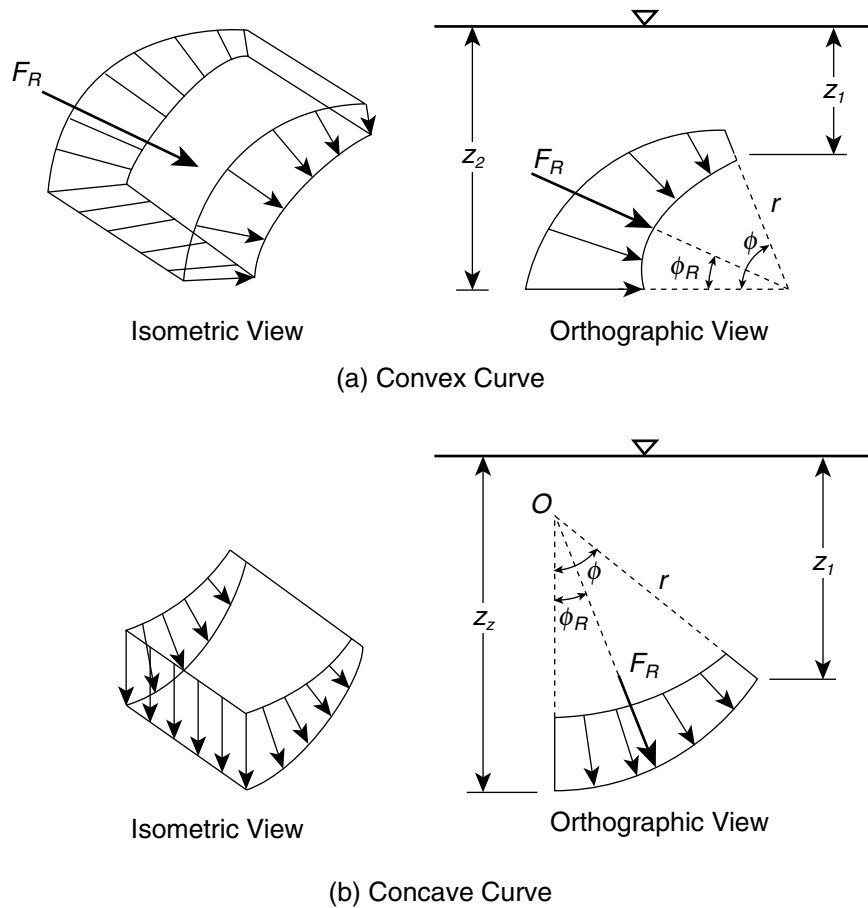 F_R
Isometric View
z_2
z_1
F_R
r
ϕ
ϕ_R
Orthographic View
(a) Convex Curve
O
ϕ
r
z_1
z_z
ϕ_R
F_R
Isometric View
Orthographic View
(b) Concave Curve